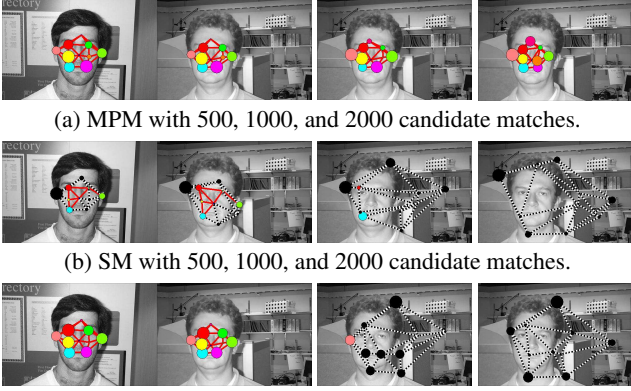 rectory
(a) MPM with 500, 1000, and 2000 candidate matches.
rectory
(b) SM with 500, 1000, and 2000 candidate matches.
rectory